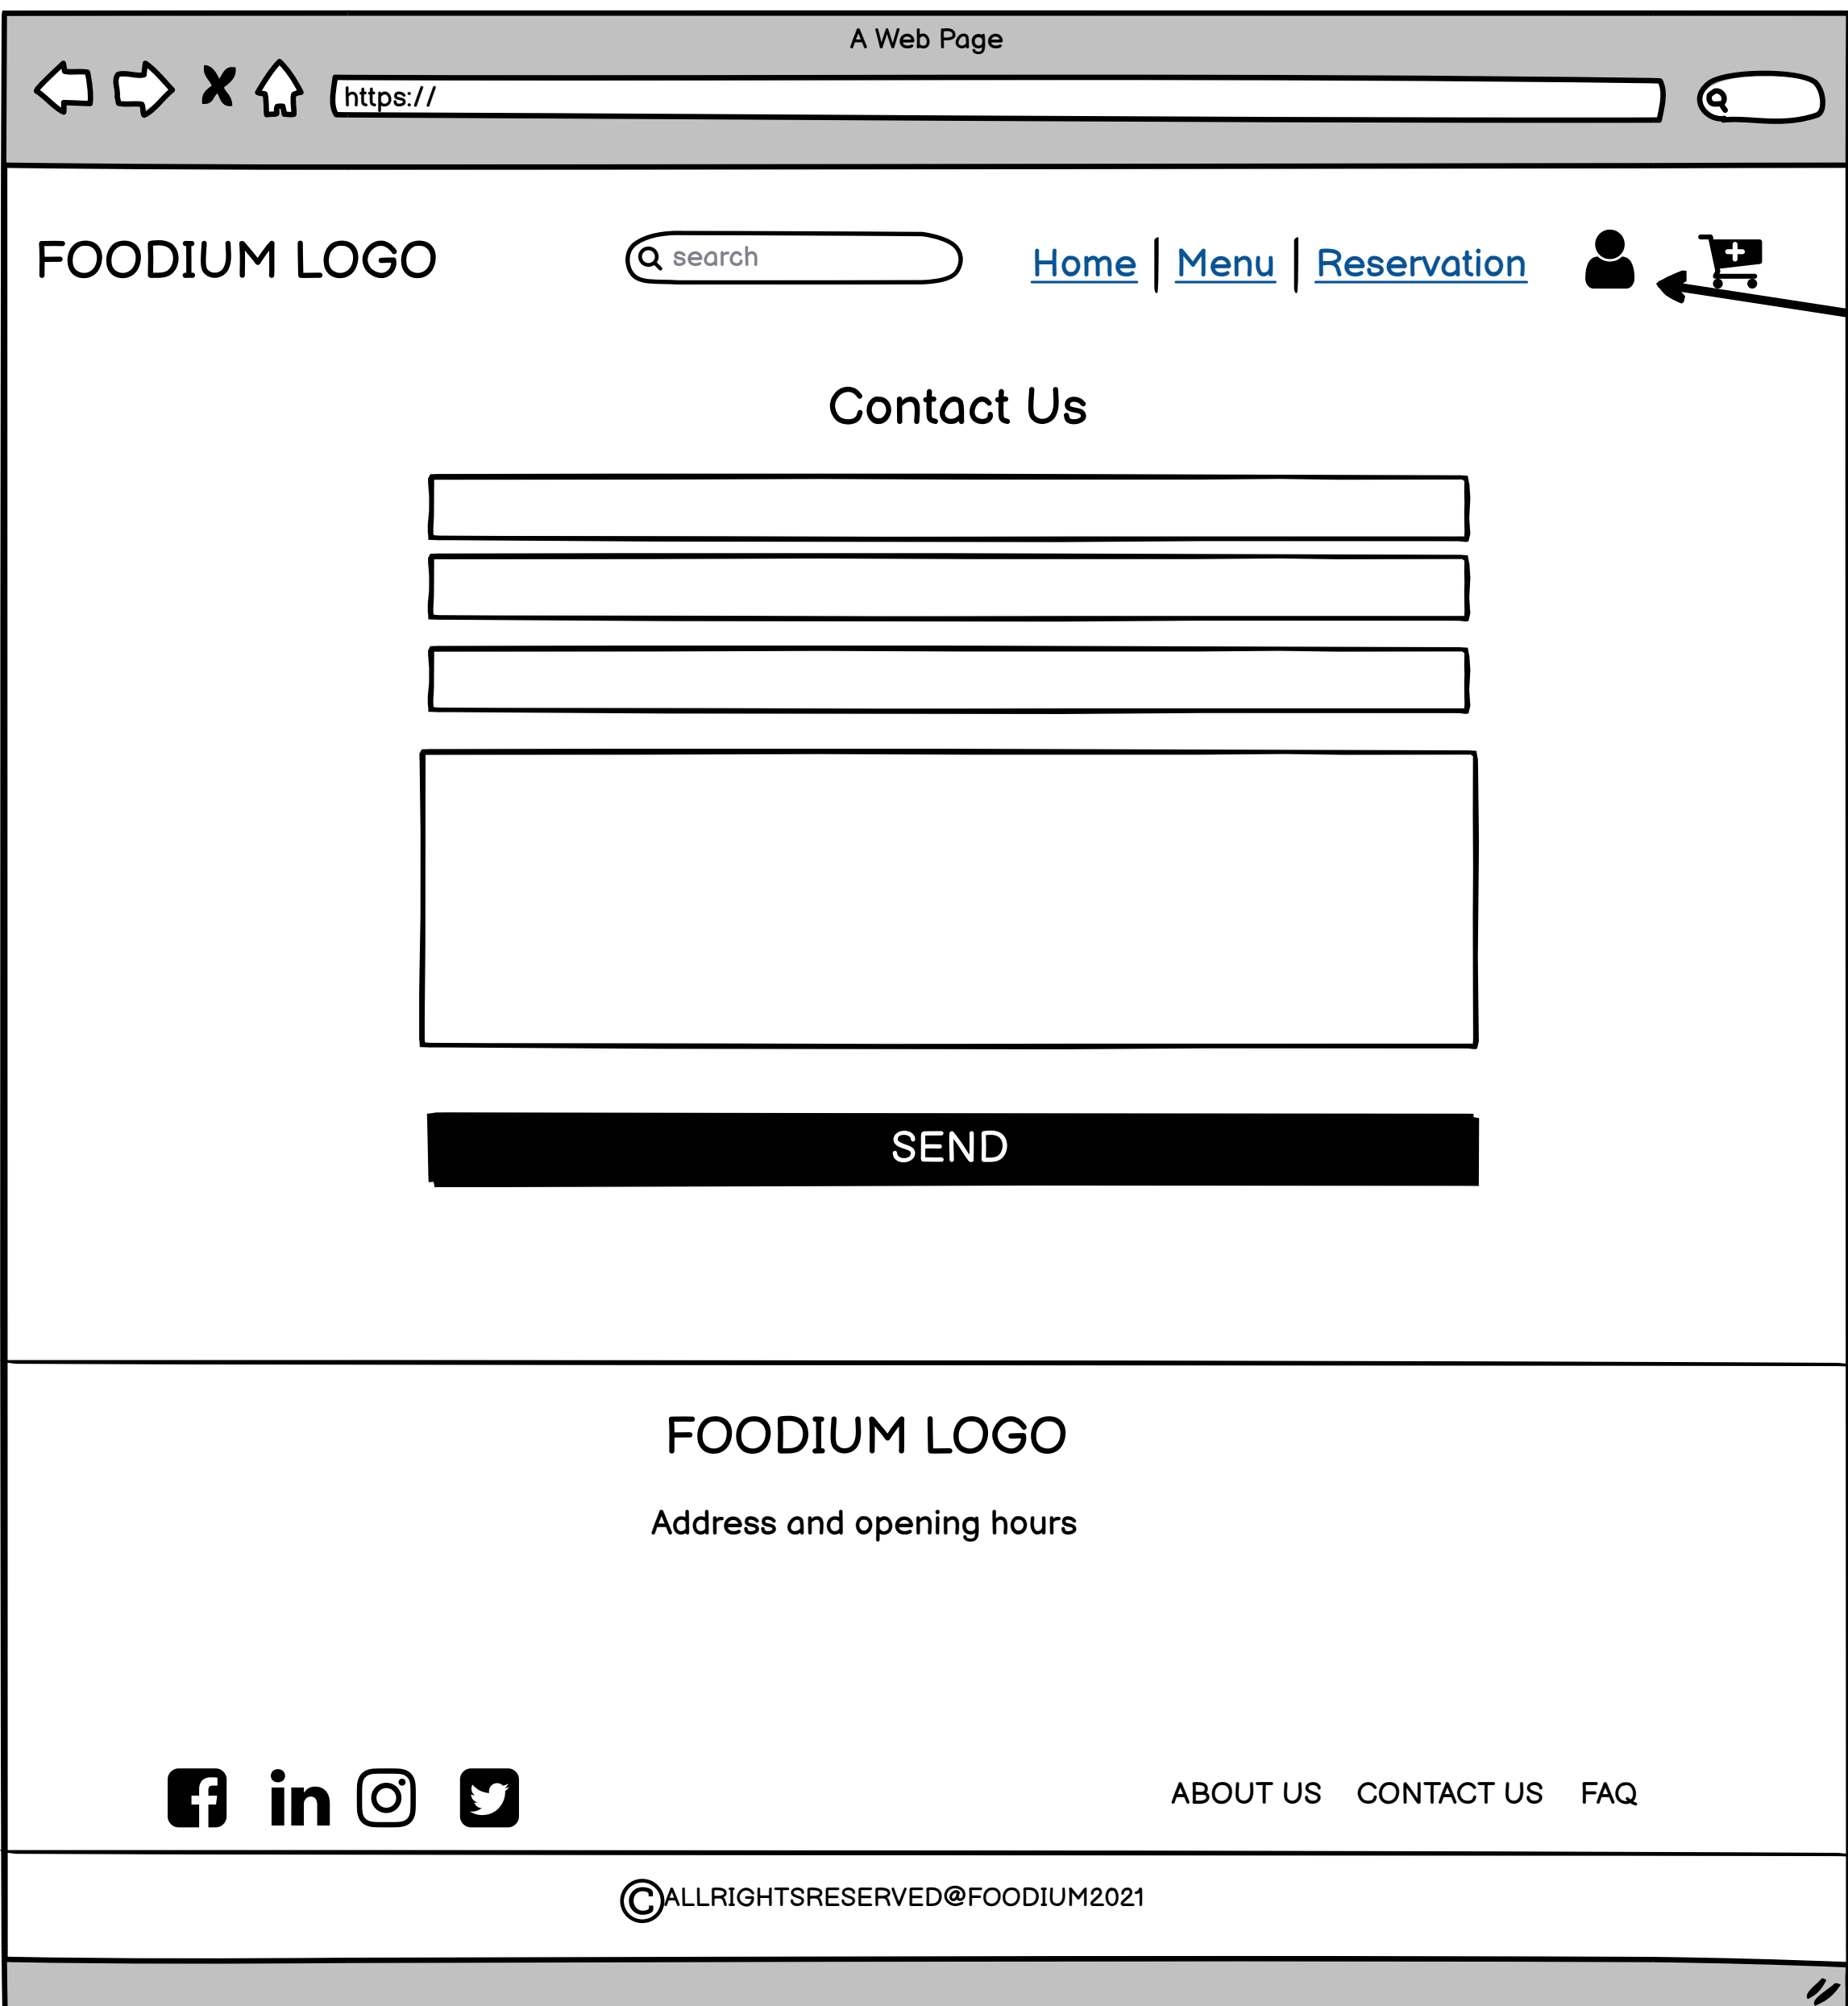 A Web Page
https://
FOODIUM LOGO
search
Home | Menu | Reservation
Contact Us
SEND
FOODIUM LOGO
Address and opening hours
ABOUT US CONTACT US FAQ
©ALLRIGHTSRESERVED@FOODIUM2021